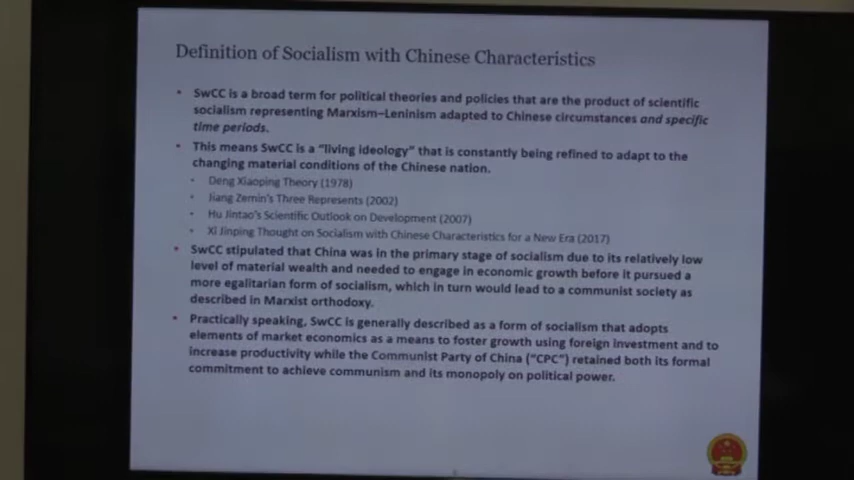 Definition of Socialism with Chinese Characteristics
• SwCC is a broad term for political theories and policies that are the product of scientific
socialism representing Marxism–Leninism adapted to Chinese circumstances and specific
time periods.
• This means SwCC is a “living ideology” that is constantly being refined to adapt to the
changing material conditions of the Chinese nation.
• Deng Xiaoping Theory (1978)
• Jiang Zemin's Three Represents (2002)
• Hu Jintao's Scientific Outlook on Development (2007)
• Xi Jinping Thought on Socialism with Chinese Characteristics for a New Era (2017)
• SwCC stipulated that China was in the primary stage of socialism due to its relatively low
level of material wealth and needed to engage in economic growth before it pursued a
more egalitarian form of socialism, which in turn would lead to a communist society as
described in Marxist orthodoxy.
• Practically speaking, SwCC is generally described as a form of socialism that adopts
elements of market economics as a means to foster growth using foreign investment and to
increase productivity while the Communist Party of China (“CPC”) retained both its formal
commitment to achieve communism and its monopoly on political power.